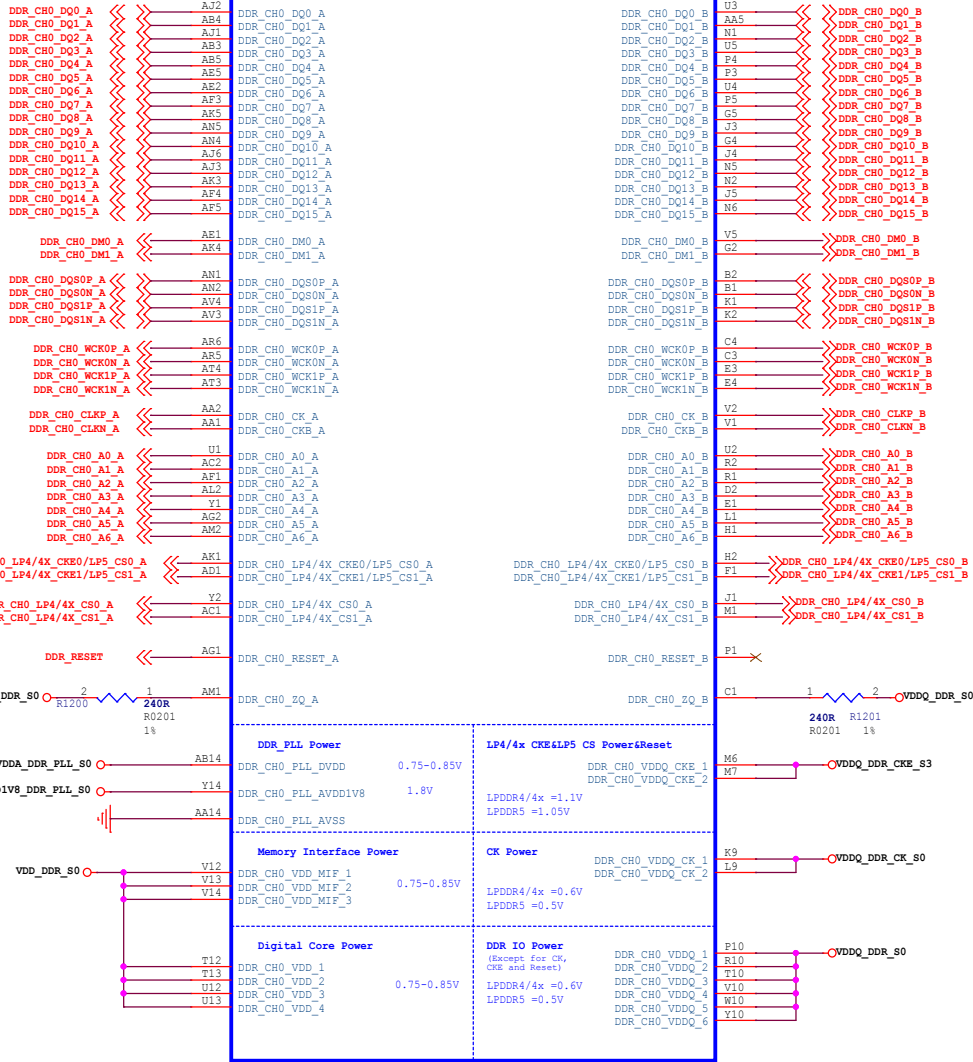 DDR_CH0_DQ0_A AJ2 DDR_CH0_DQ0_A DDR_CH0_DQ0_B U3 DDR_CH0_DQ0_B
DDR_CH0_DQ1_A AB4 DDR_CH0_DQ1_A DDR_CH0_DQ1_B AA5 DDR_CH0_DQ1_B
DDR_CH0_DQ2_A AJ1 DDR_CH0_DQ2_A DDR_CH0_DQ2_B N1 DDR_CH0_DQ2_B
DDR_CH0_DQ3_A AB3 DDR_CH0_DQ3_A DDR_CH0_DQ3_B U5 DDR_CH0_DQ3_B
DDR_CH0_DQ4_A AB5 DDR_CH0_DQ4_A DDR_CH0_DQ4_B P4 DDR_CH0_DQ4_B
DDR_CH0_DQ5_A AE5 DDR_CH0_DQ5_A DDR_CH0_DQ5_B P3 DDR_CH0_DQ5_B
DDR_CH0_DQ6_A AE2 DDR_CH0_DQ6_A DDR_CH0_DQ6_B U4 DDR_CH0_DQ6_B
DDR_CH0_DQ7_A AF3 DDR_CH0_DQ7_A DDR_CH0_DQ7_B P5 DDR_CH0_DQ7_B
DDR_CH0_DQ8_A AK5 DDR_CH0_DQ8_A DDR_CH0_DQ8_B G5 DDR_CH0_DQ8_B
DDR_CH0_DQ9_A AN5 DDR_CH0_DQ9_A DDR_CH0_DQ9_B J3 DDR_CH0_DQ9_B
DDR_CH0_DQ10_A AN4 DDR_CH0_DQ10_A DDR_CH0_DQ10_B G4 DDR_CH0_DQ10_B
DDR_CH0_DQ11_A AJ6 DDR_CH0_DQ11_A DDR_CH0_DQ11_B J4 DDR_CH0_DQ11_B
DDR_CH0_DQ12_A AJ3 DDR_CH0_DQ12_A DDR_CH0_DQ12_B N5 DDR_CH0_DQ12_B
DDR_CH0_DQ13_A AK3 DDR_CH0_DQ13_A DDR_CH0_DQ13_B N2 DDR_CH0_DQ13_B
DDR_CH0_DQ14_A AF4 DDR_CH0_DQ14_A DDR_CH0_DQ14_B J5 DDR_CH0_DQ14_B
DDR_CH0_DQ15_A AF5 DDR_CH0_DQ15_A DDR_CH0_DQ15_B N6 DDR_CH0_DQ15_B
DDR_CH0_DM0_A AE1 DDR_CH0_DM0_A DDR_CH0_DM0_B V5 DDR_CH0_DM0_B
DDR_CH0_DM1_A AK4 DDR_CH0_DM1_A DDR_CH0_DM1_B G2 DDR_CH0_DM1_B
DDR_CH0_DQS0P_A AN1 DDR_CH0_DQS0P_A DDR_CH0_DQS0P_B B2 DDR_CH0_DQS0P_B
DDR_CH0_DQS0N_A AN2 DDR_CH0_DQS0N_A DDR_CH0_DQS0N_B B1 DDR_CH0_DQS0N_B
DDR_CH0_DQS1P_A AV4 DDR_CH0_DQS1P_A DDR_CH0_DQS1P_B K1 DDR_CH0_DQS1P_B
DDR_CH0_DQS1N_A AV3 DDR_CH0_DQS1N_A DDR_CH0_DQS1N_B K2 DDR_CH0_DQS1N_B
DDR_CH0_WCK0P_A AR6 DDR_CH0_WCK0P_A DDR_CH0_WCK0P_B C4 DDR_CH0_WCK0P_B
DDR_CH0_WCK0N_A AR5 DDR_CH0_WCK0N_A DDR_CH0_WCK0N_B C3 DDR_CH0_WCK0N_B
DDR_CH0_WCK1P_A AT4 DDR_CH0_WCK1P_A DDR_CH0_WCK1P_B E3 DDR_CH0_WCK1P_B
DDR_CH0_WCK1N_A AT3 DDR_CH0_WCK1N_A DDR_CH0_WCK1N_B E4 DDR_CH0_WCK1N_B
DDR_CH0_CLKP_A AA2 DDR_CH0_CK_A DDR_CH0_CK_B V2 DDR_CH0_CLKP_B
DDR_CH0_CLKN_A AA1 DDR_CH0_CKB_A DDR_CH0_CKB_B V1 DDR_CH0_CLKN_B
DDR_CH0_A0_A U1 DDR_CH0_A0_A DDR_CH0_A0_B U2 DDR_CH0_A0_B
DDR_CH0_A1_A AC2 DDR_CH0_A1_A DDR_CH0_A1_B R2 DDR_CH0_A1_B
DDR_CH0_A2_A AF1 DDR_CH0_A2_A DDR_CH0_A2_B R1 DDR_CH0_A2_B
DDR_CH0_A3_A AL2 DDR_CH0_A3_A DDR_CH0_A3_B D2 DDR_CH0_A3_B
DDR_CH0_A4_A Y1 DDR_CH0_A4_A DDR_CH0_A4_B E1 DDR_CH0_A4_B
DDR_CH0_A5_A AG2 DDR_CH0_A5_A DDR_CH0_A5_B L1 DDR_CH0_A5_B
DDR_CH0_A6_A AM2 DDR_CH0_A6_A DDR_CH0_A6_B H1 DDR_CH0_A6_B
0_LP4/4X_CKE0/LP5_CS0_A AK1 DDR_CH0_LP4/4X_CKE0/LP5_CS0_A DDR_CH0_LP4/4X_CKE0/LP5_CS0_B H2 DDR_CH0_LP4/4X_CKE0/LP5_CS0_B
0_LP4/4X_CKE1/LP5_CS1_A AD1 DDR_CH0_LP4/4X_CKE1/LP5_CS1_A DDR_CH0_LP4/4X_CKE1/LP5_CS1_B F1 DDR_CH0_LP4/4X_CKE1/LP5_CS1_B
R_CH0_LP4/4X_CS0_A Y2 DDR_CH0_LP4/4X_CS0_A DDR_CH0_LP4/4X_CS0_B J1 DDR_CH0_LP4/4X_CS0_B
R_CH0_LP4/4X_CS1_A AC1 DDR_CH0_LP4/4X_CS1_A DDR_CH0_LP4/4X_CS1_B M1 DDR_CH0_LP4/4X_CS1_B
DDR_RESET AG1 DDR_CH0_RESET_A DDR_CH0_RESET_B P1
_DDR_S0 2 1 AM1 DDR_CH0_ZQ_A DDR_CH0_ZQ_B C1 1 2 VDDQ_DDR_S0
R1200 240R
R0201
1%
240R R1201
R0201 1%
DDR_PLL Power LP4/4x CKE&LP5 CS Power&Reset
VDDA_DDR_PLL_S0 AB14 DDR_CH0_PLL_DVDD 0.75-0.85V DDR_CH0_VDDQ_CKE_1 M6 VDDQ_DDR_CKE_S3
DDR_CH0_VDDQ_CKE_2 M7
D1V8_DDR_PLL_S0 Y14 DDR_CH0_PLL_AVDD1V8 1.8V
LPDDR4/4x =1.1V
LPDDR5 =1.05V
AA14 DDR_CH0_PLL_AVSS
Memory Interface Power CK Power
VDD_DDR_S0 V12 DDR_CH0_VDD_MIF_1 DDR_CH0_VDDQ_CK_1 K9 VDDQ_DDR_CK_S0
V13 DDR_CH0_VDD_MIF_2 0.75-0.85V DDR_CH0_VDDQ_CK_2 L9
V14 DDR_CH0_VDD_MIF_3
LPDDR4/4x =0.6V
LPDDR5 =0.5V
Digital Core Power DDR IO Power
(Except for CK,
CKE and Reset)
LPDDR4/4x =0.6V
LPDDR5 =0.5V
T12 DDR_CH0_VDD_1
T13 DDR_CH0_VDD_2 0.75-0.85V
U12 DDR_CH0_VDD_3
U13 DDR_CH0_VDD_4
DDR_CH0_VDDQ_1 P10 VDDQ_DDR_S0
DDR_CH0_VDDQ_2 R10
DDR_CH0_VDDQ_3 T10
DDR_CH0_VDDQ_4 V10
DDR_CH0_VDDQ_5 W10
DDR_CH0_VDDQ_6 Y10